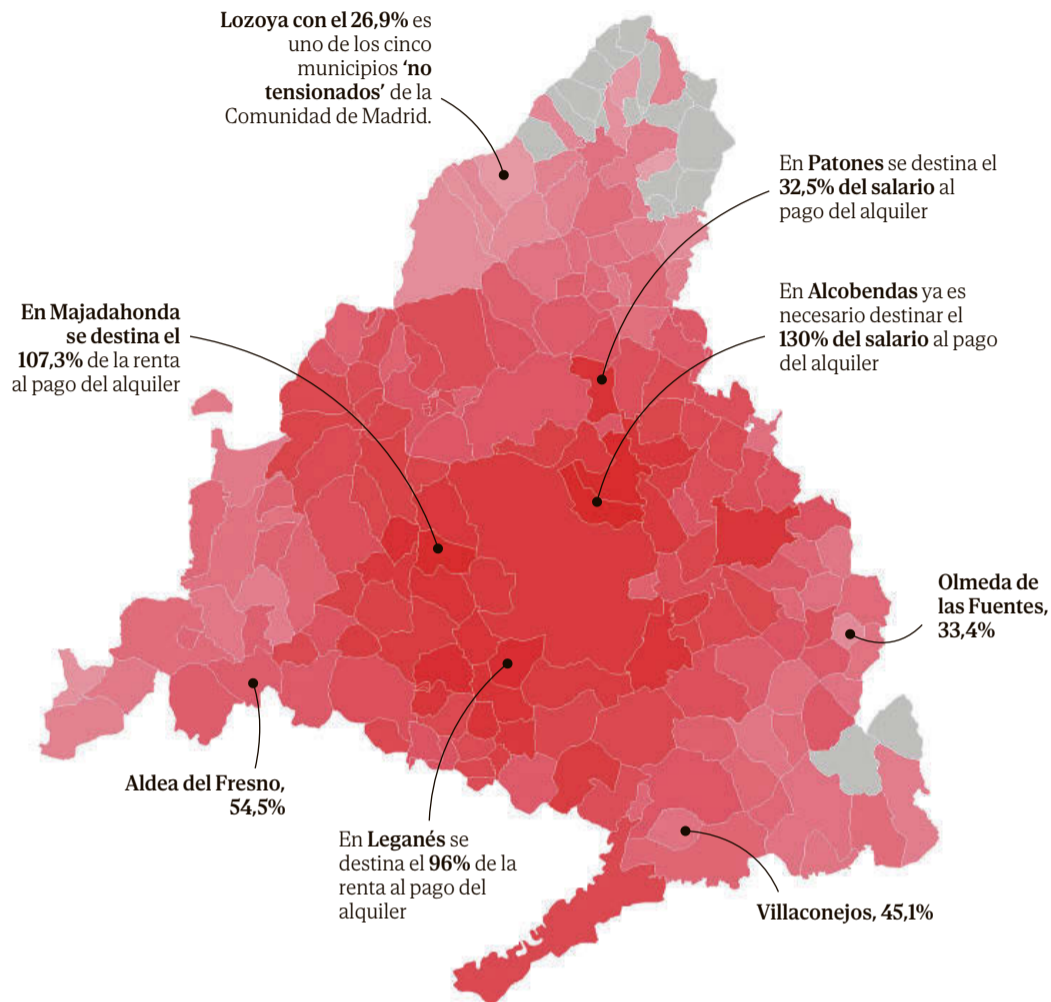 Lozoya con el 26,9% es
uno de los cinco
municipios ‘no
tensionados’ de la
Comunidad de Madrid.
En Patones se destina el
32,5% del salario al
pago del alquiler
En Alcobendas ya es
necesario destinar el
130% del salario al pago
del alquiler
En Majadahonda
se destina el
107,3% de la renta
al pago del alquiler
Olmeda de
las Fuentes,
33,4%
Aldea del Fresno,
54,5%
En Leganés se
destina el 96% de la
renta al pago del
alquiler
Villaconejos, 45,1%